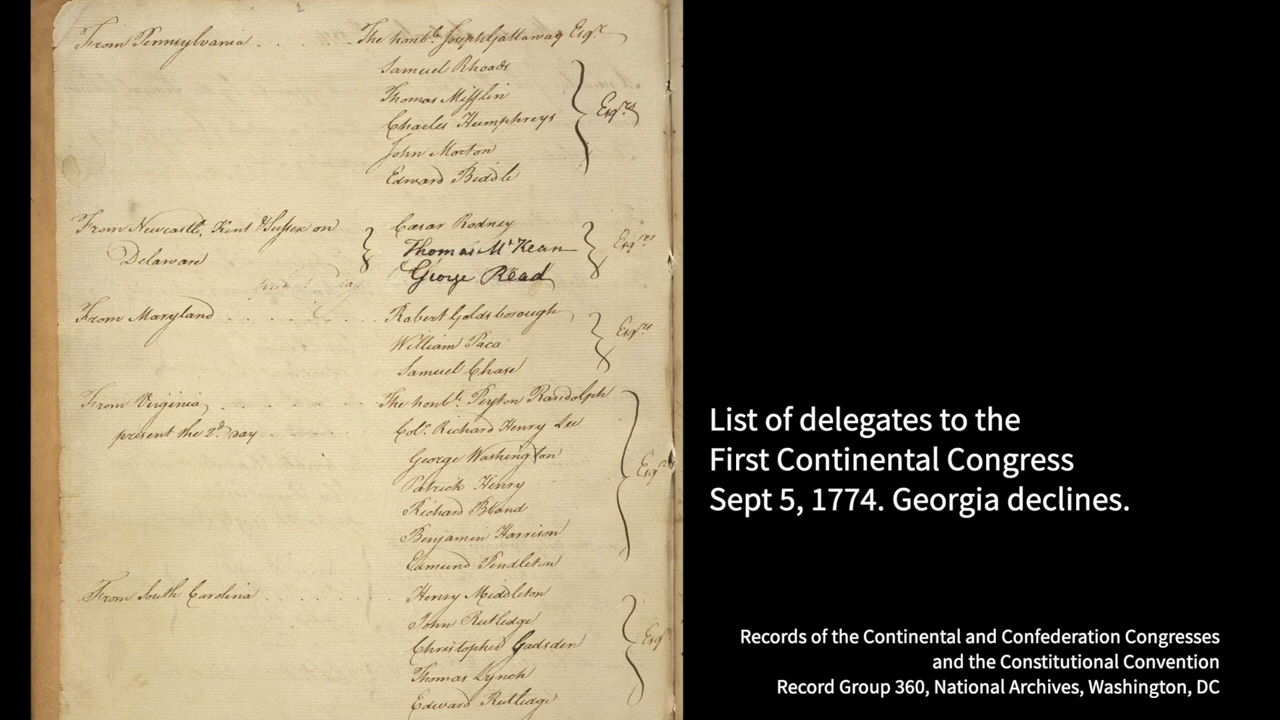 From Pennsylvania . . . . . . . The honble. Joseph Gallaway Esqr.
Samuel Rhoads
Thomas Mifflin
Charles Humphreys Esqrs.
John Morton
Edward Biddle
From Newcastle, Kent & Sussex on Cæsar Rodney
Delaware Thomas McKean Esqrs
George Read
From Maryland . . . . . . Robert Goldsborough
William Paca Esqrs
Samuel Chase
From Virginia . . . . . . The honble. Peyton Randolph
present the 2d. day Colo. Richard Henry Lee
George Washington Esqrs
Patrick Henry
Richard Bland
Benjamin Harrison
Edmund Pendleton
From South Carolina . . . . . . Henry Middleton
John Rutledge
Christopher Gadsden Esqrs
Thomas Lynch
Edward Rutledge
List of delegates to the
First Continental Congress
Sept 5, 1774. Georgia declines.
Records of the Continental and Confederation Congresses
and the Constitutional Convention
Record Group 360, National Archives, Washington, DC